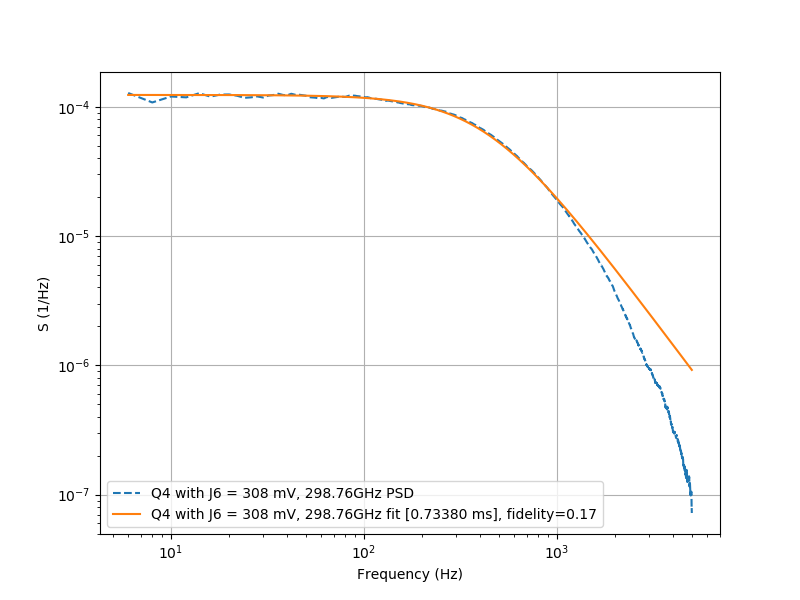 10⁻⁴
10⁻⁵
10⁻⁶
10⁻⁷
S (1/Hz)
Q4 with J6 = 308 mV, 298.76GHz PSD
Q4 with J6 = 308 mV, 298.76GHz fit [0.73380 ms], fidelity=0.17
10¹ 10² 10³
Frequency (Hz)